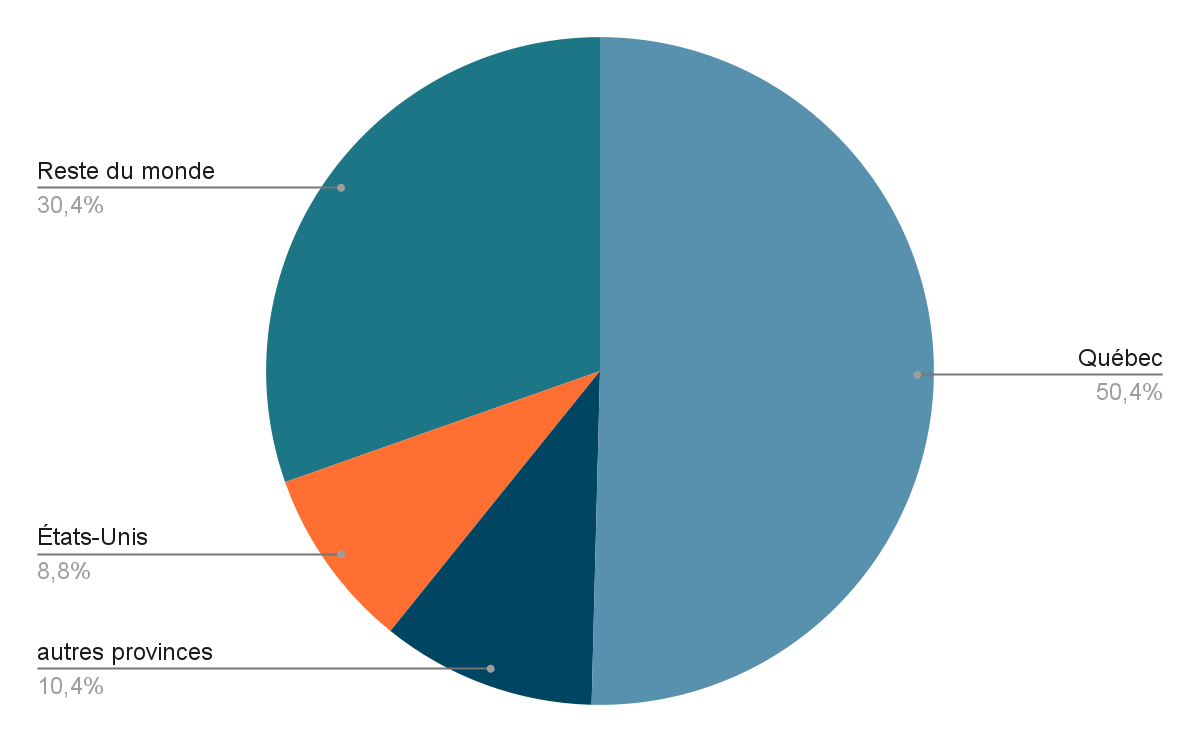 Reste du monde
30,4%
Québec
50,4%
États-Unis
8,8%
autres provinces
10,4%